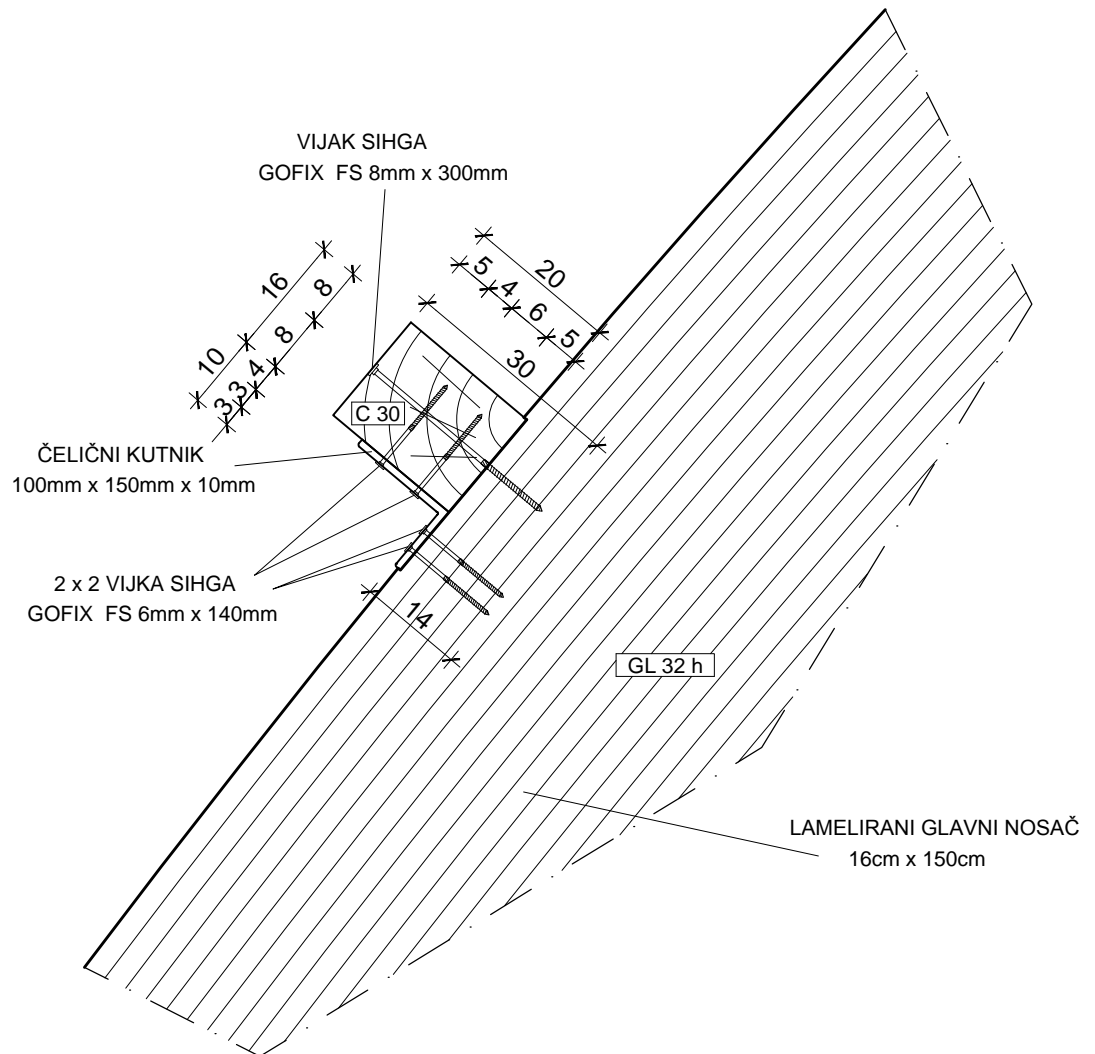 VIJAK SIHGA
GOFIX FS 8mm x 300mm
16
10
8
8
4
3
3
20
5
4
6
5
30
C 30
ČELIČNI KUTNIK
100mm x 150mm x 10mm
2 x 2 VIJKA SIHGA
GOFIX FS 6mm x 140mm
14
GL 32 h
LAMELIRANI GLAVNI NOSAČ
16cm x 150cm